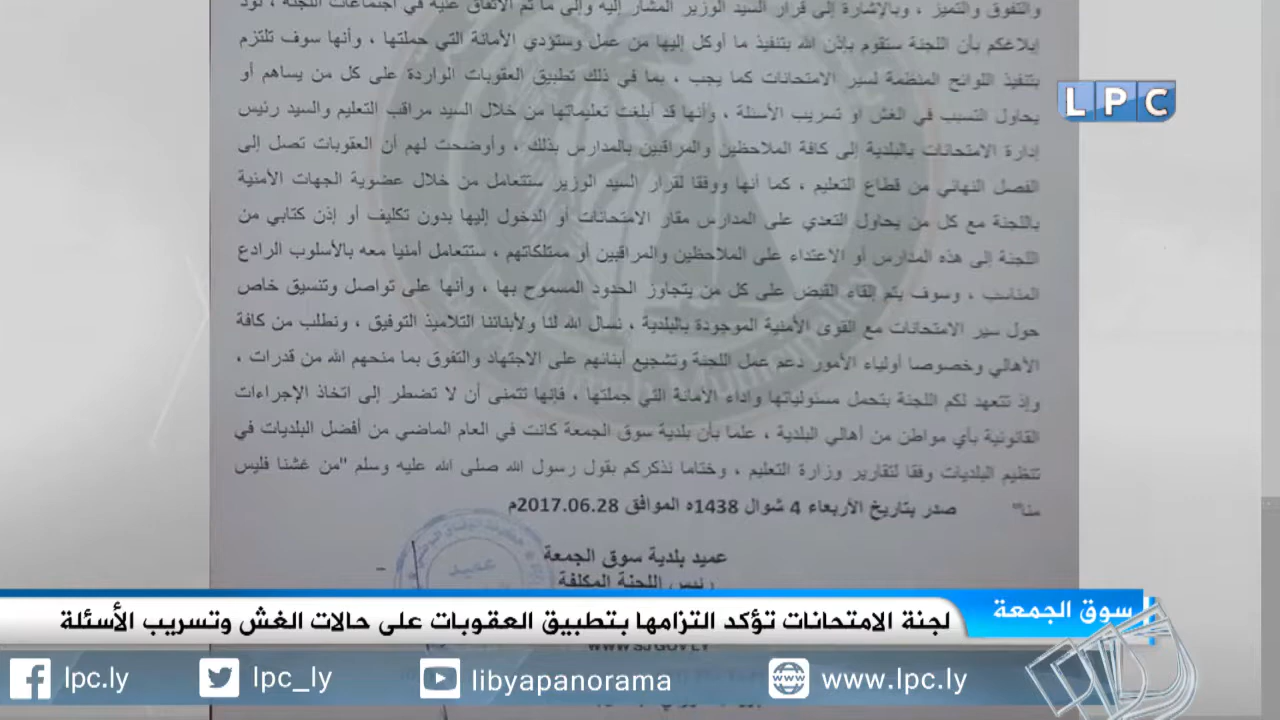 والتفوق والتميز ، وبالإشارة إلى قرار السيد الوزير المشار إليه وإلى ما تم الاتفاق عليه في اجتماعات اللجنة ، نود
إبلاغكم بأن اللجنة ستقوم بإذن الله بتنفيذ ما أوكل إليها من عمل وستؤدي الأمانة التي حملتها ، وأنها سوف تلتزم
بتنفيذ اللوائح المنظمة لسير الامتحانات كما يجب ، بما في ذلك تطبيق العقوبات الواردة على كل من يساهم أو
يحاول التسبب في الغش او تسريب الأسئلة ، وأنها قد أبلغت تعليماتها من خلال السيد مراقب التعليم والسيد رئيس
إدارة الامتحانات بالبلدية إلى كافة الملاحظين والمراقبين بالمدارس بذلك ، وأوضحت لهم أن العقوبات تصل إلى
الفصل النهائي من قطاع التعليم ، كما أنها ووفقا لقرار السيد الوزير ستتعامل من خلال عضوية الجهات الأمنية
باللجنة مع كل من يحاول التعدي على المدارس مقار الامتحانات أو الدخول إليها بدون تكليف أو إذن كتابي من
اللجنة إلى هذه المدارس أو الاعتداء على الملاحظين والمراقبين أو ممتلكاتهم ، ستتعامل أمنيا معه بالأسلوب الرادع
المناسب ، وسوف يتم إلقاء القبض على كل من يتجاوز الحدود المسموح بها ، وأنها على تواصل وتنسيق خاص
حول سير الامتحانات مع القوى الأمنية الموجودة بالبلدية ، نسال الله لنا ولأبنائنا التلاميذ التوفيق ، ونطلب من كافة
الأهالي وخصوصا أولياء الأمور دعم عمل اللجنة وتشجيع أبنائهم على الاجتهاد والتفوق بما منحهم الله من قدرات ،
وإذ تتعهد لكم اللجنة بتحمل مسئولياتها وأداء الأمانة التي حملتها ، فإنها تتمنى أن لا تضطر إلى اتخاذ الإجراءات
القانونية بأي مواطن من أهالي البلدية ، علما بأن بلدية سوق الجمعة كانت في العام الماضي من أفضل البلديات في
تنظيم البلديات وفقا لتقارير وزارة التعليم ، وختاما نذكركم بقول رسول الله صلى الله عليه وسلم "من غشنا فليس
منا"
صدر بتاريخ الأربعاء 4 شوال 1438ه الموافق 2017.06.28م
عميد بلدية سوق الجمعة
رئيس اللجنة المكلفة
عميد
LPC
سوق الجمعة
لجنة الامتحانات تؤكد التزامها بتطبيق العقوبات على حالات الغش وتسريب الأسئلة
WWW.SJ.GOV.LY
lpc.ly
lpc_ly
libyapanorama
www.lpc.ly